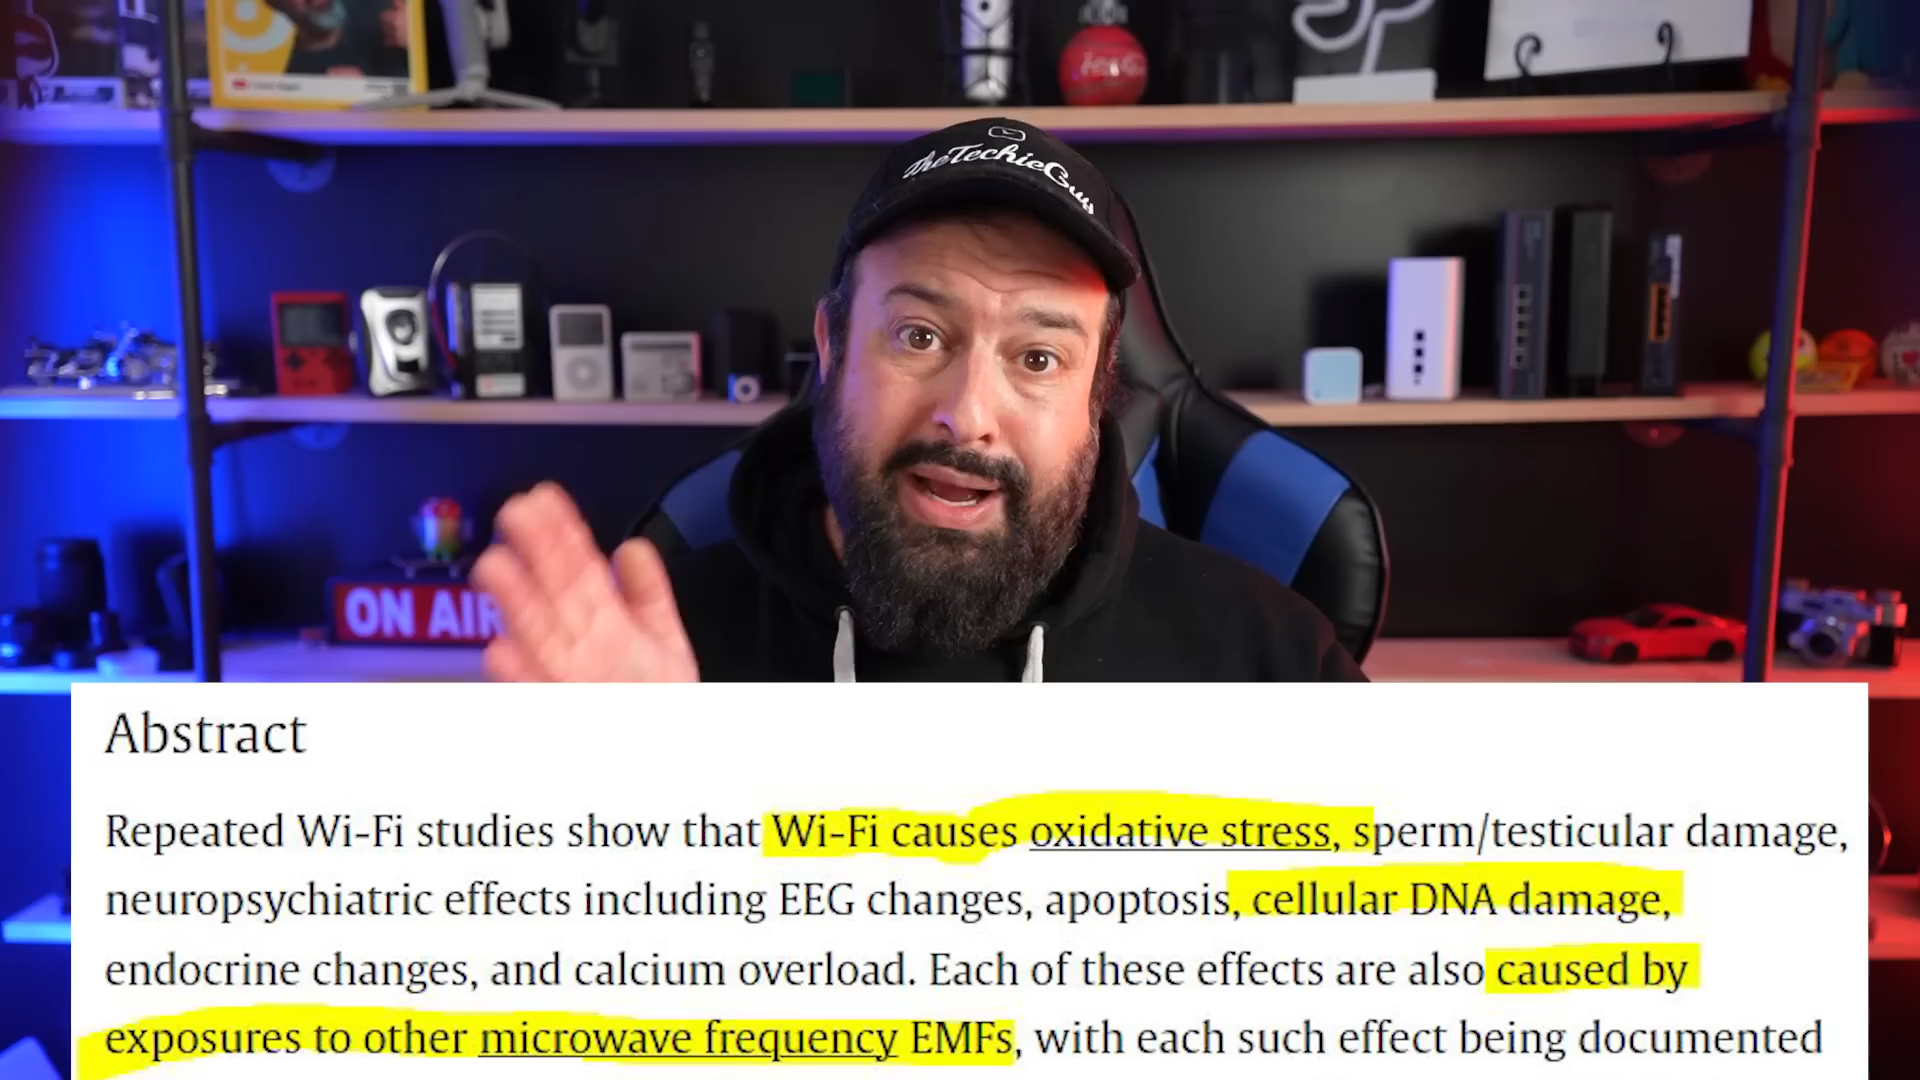 TheTechieGuy
ON AIR
Abstract
Repeated Wi-Fi studies show that Wi-Fi causes oxidative stress, sperm/testicular damage,
neuropsychiatric effects including EEG changes, apoptosis, cellular DNA damage,
endocrine changes, and calcium overload. Each of these effects are also caused by
exposures to other microwave frequency EMFs, with each such effect being documented